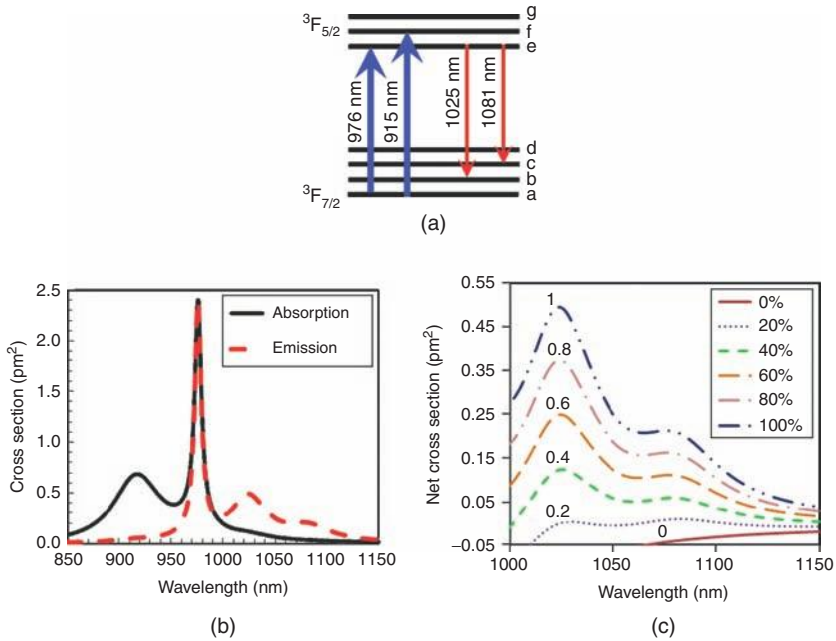 ³F₅/₂
g
f
e
976 nm
915 nm
1025 nm
1081 nm
d
c
b
a
³F₇/₂
(a)
Cross section (pm²)
2.5
2.0
1.5
1.0
0.5
0.0
850 900 950 1000 1050 1100 1150
Wavelength (nm)
Absorption
Emission
(b)
Net cross section (pm²)
0.55
0.45
0.35
0.25
0.15
0.05
−0.05
1000 1050 1100 1150
Wavelength (nm)
1
0.8
0.6
0.4
0.2
0
0%
20%
40%
60%
80%
100%
(c)